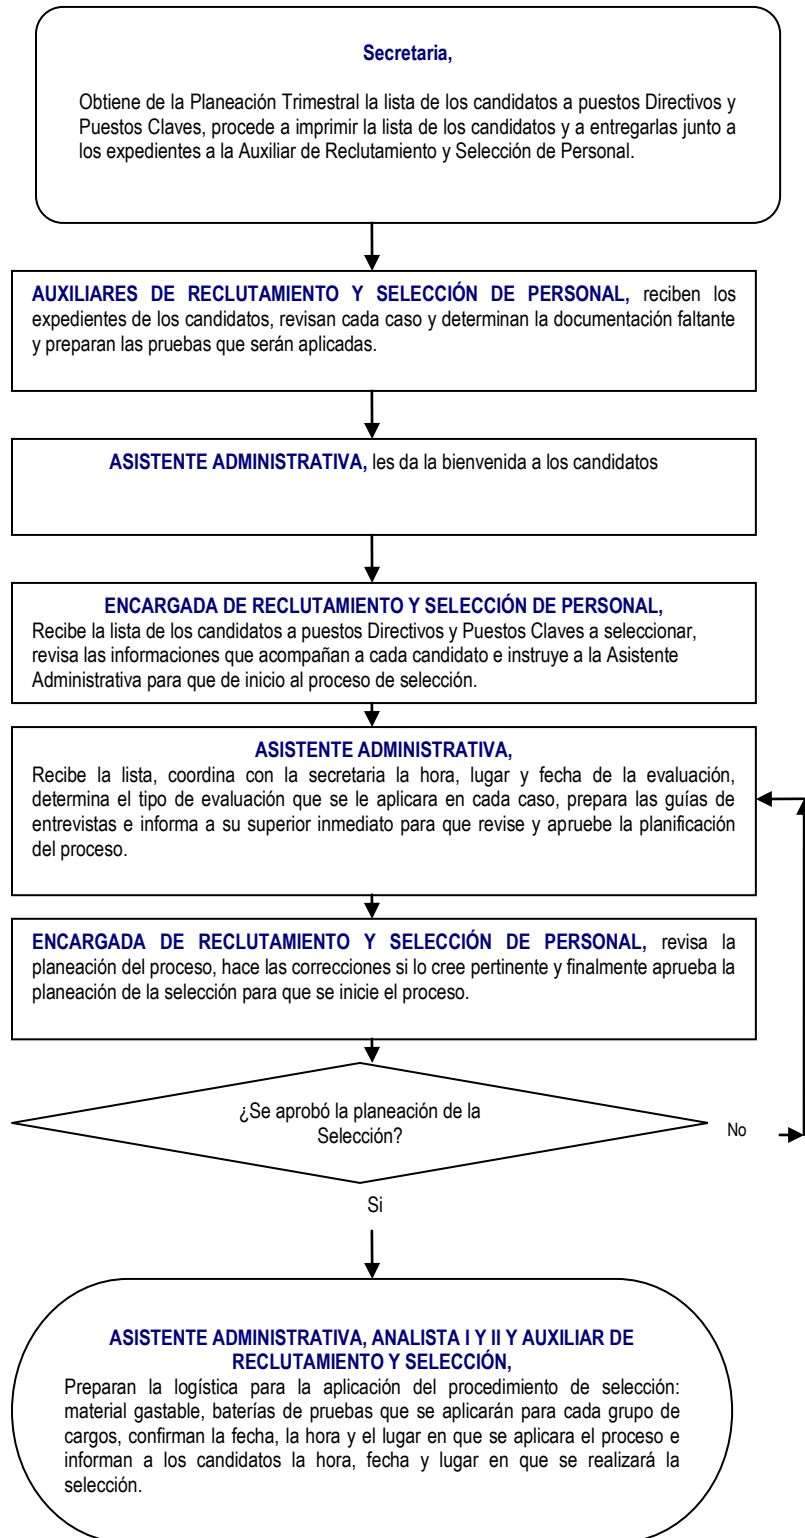 Secretaria,
Obtiene de la Planeación Trimestral la lista de los candidatos a puestos Directivos y
Puestos Claves, procede a imprimir la lista de los candidatos y a entregarlas junto a
los expedientes a la Auxiliar de Reclutamiento y Selección de Personal.
AUXILIARES DE RECLUTAMIENTO Y SELECCIÓN DE PERSONAL, reciben los
expedientes de los candidatos, revisan cada caso y determinan la documentación faltante
y preparan las pruebas que serán aplicadas.
ASISTENTE ADMINISTRATIVA, les da la bienvenida a los candidatos
ENCARGADA DE RECLUTAMIENTO Y SELECCIÓN DE PERSONAL,
Recibe la lista de los candidatos a puestos Directivos y Puestos Claves a seleccionar,
revisa las informaciones que acompañan a cada candidato e instruye a la Asistente
Administrativa para que de inicio al proceso de selección.
ASISTENTE ADMINISTRATIVA,
Recibe la lista, coordina con la secretaria la hora, lugar y fecha de la evaluación,
determina el tipo de evaluación que se le aplicara en cada caso, prepara las guías de
entrevistas e informa a su superior inmediato para que revise y apruebe la planificación
del proceso.
ENCARGADA DE RECLUTAMIENTO Y SELECCIÓN DE PERSONAL, revisa la
planeación del proceso, hace las correcciones si lo cree pertinente y finalmente aprueba la
planeación de la selección para que se inicie el proceso.
¿Se aprobó la planeación de la
Selección?
No
Si
ASISTENTE ADMINISTRATIVA, ANALISTA I Y II Y AUXILIAR DE
RECLUTAMIENTO Y SELECCIÓN,
Preparan la logística para la aplicación del procedimiento de selección:
material gastable, baterías de pruebas que se aplicarán para cada grupo de
cargos, confirman la fecha, la hora y el lugar en que se aplicara el proceso e
informan a los candidatos la hora, fecha y lugar en que se realizará la
selección.